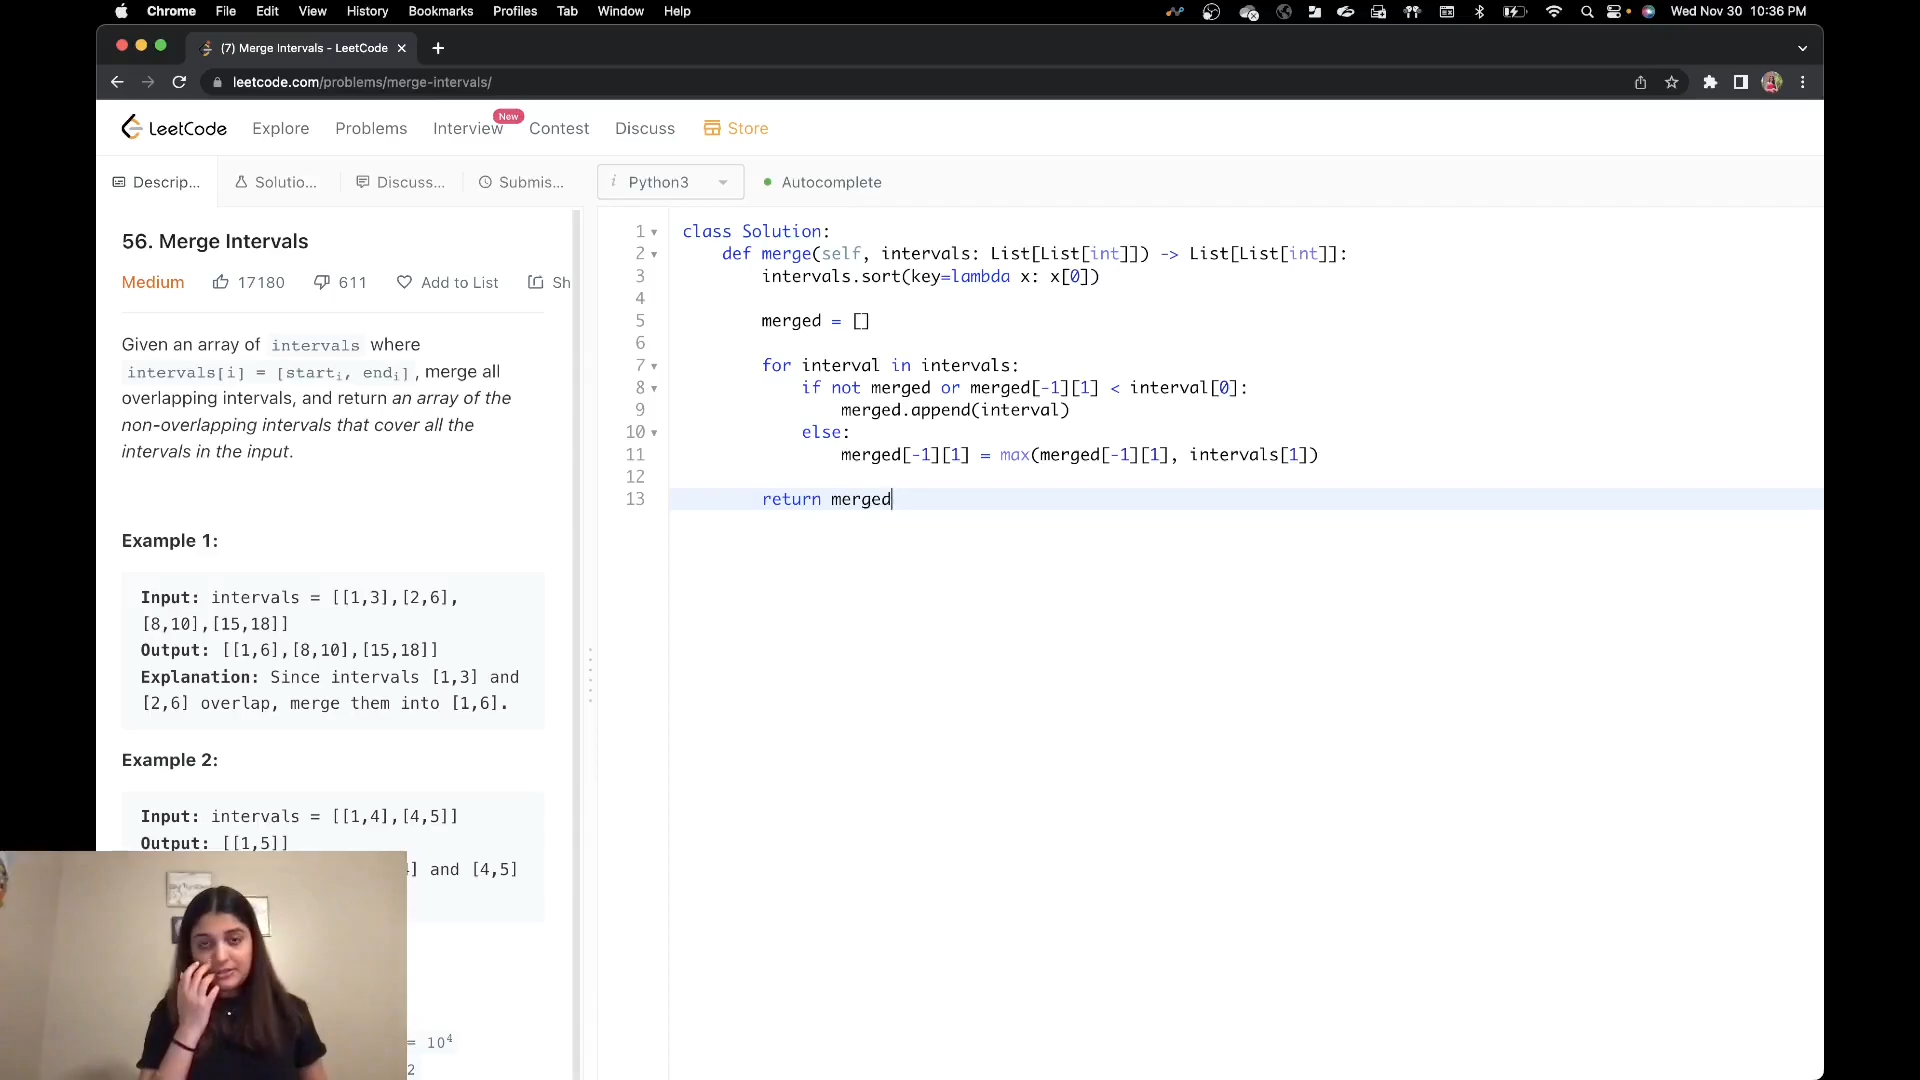 Chrome File Edit View History Bookmarks Profiles Tab Window Help Wed Nov 30 10:36 PM
(7) Merge Intervals - LeetCode
leetcode.com/problems/merge-intervals/
LeetCode Explore Problems Interview New Contest Discuss Store
Descrip... Solutio... Discuss... Submis... i Python3 Autocomplete
56. Merge Intervals
Medium 17180 611 Add to List Sh
Given an array of intervals where
intervals[i] = [starti, endi], merge all
overlapping intervals, and return an array of the
non-overlapping intervals that cover all the
intervals in the input.
Example 1:
Input: intervals = [[1,3],[2,6],
[8,10],[15,18]]
Output: [[1,6],[8,10],[15,18]]
Explanation: Since intervals [1,3] and
[2,6] overlap, merge them into [1,6].
Example 2:
Input: intervals = [[1,4],[4,5]]
Output: [[1,5]]
] and [4,5]
= 10⁴
2
1 class Solution:
2 def merge(self, intervals: List[List[int]]) -> List[List[int]]:
3 intervals.sort(key=lambda x: x[0])
4
5 merged = []
6
7 for interval in intervals:
8 if not merged or merged[-1][1] < interval[0]:
9 merged.append(interval)
10 else:
11 merged[-1][1] = max(merged[-1][1], intervals[1])
12
13 return merged